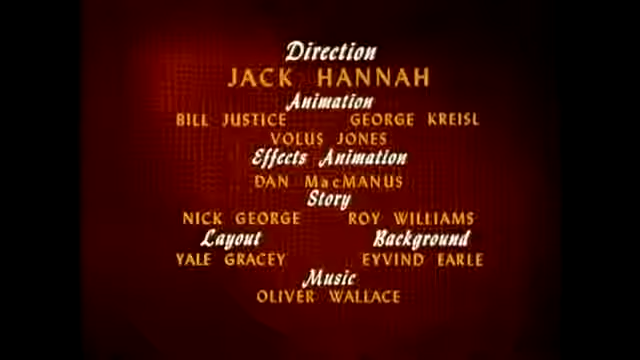 Direction
JACK HANNAH
Animation
BILL JUSTICE GEORGE KREISL
VOLUS JONES
Effects Animation
DAN MacMANUS
Story
NICK GEORGE ROY WILLIAMS
Layout Background
YALE GRACEY EYVIND EARLE
Music
OLIVER WALLACE